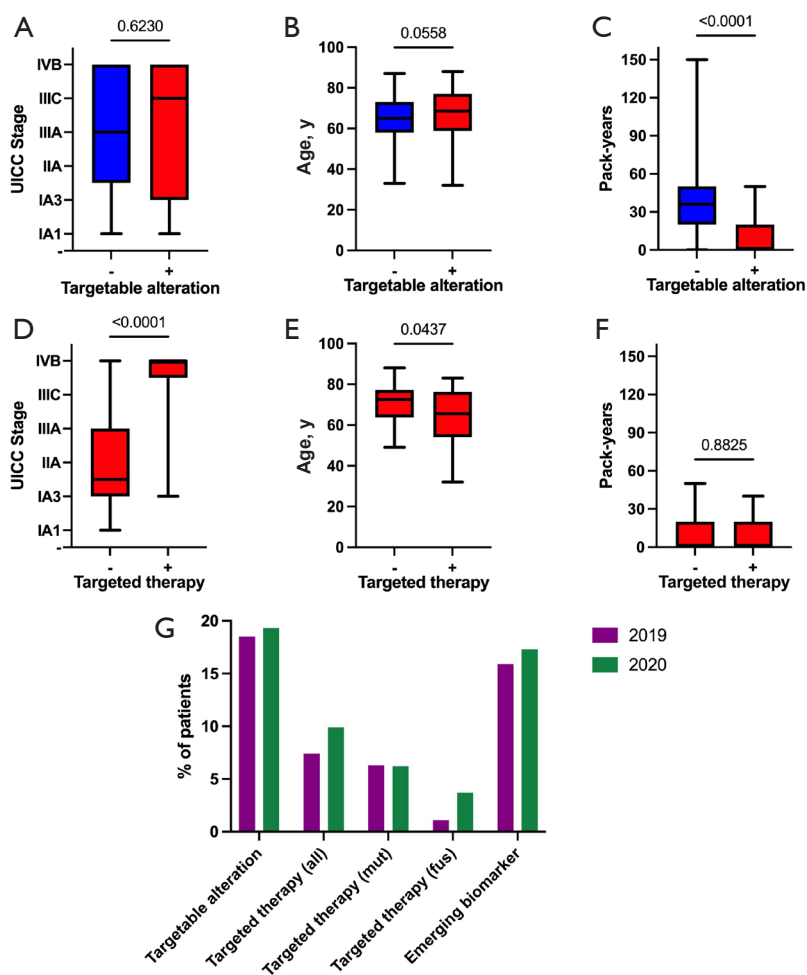 A
0.6230
UICC Stage
IVB
IIIC
IIIA
IIA
IA3
IA1
-
- +
Targetable alteration
B
0.0558
Age, y
100
80
60
40
20
0
- +
Targetable alteration
C
<0.0001
Pack-years
150
120
90
60
30
0
- +
Targetable alteration
D
<0.0001
UICC Stage
IVB
IIIC
IIIA
IIA
IA3
IA1
-
- +
Targeted therapy
E
0.0437
Age, y
100
80
60
40
20
0
- +
Targeted therapy
F
0.8825
Pack-years
150
120
90
60
30
0
- +
Targeted therapy
G
% of patients
20
15
10
5
0
Targetable alteration
Targeted therapy (all)
Targeted therapy (mut)
Targeted therapy (fus)
Emerging biomarker
2019
2020